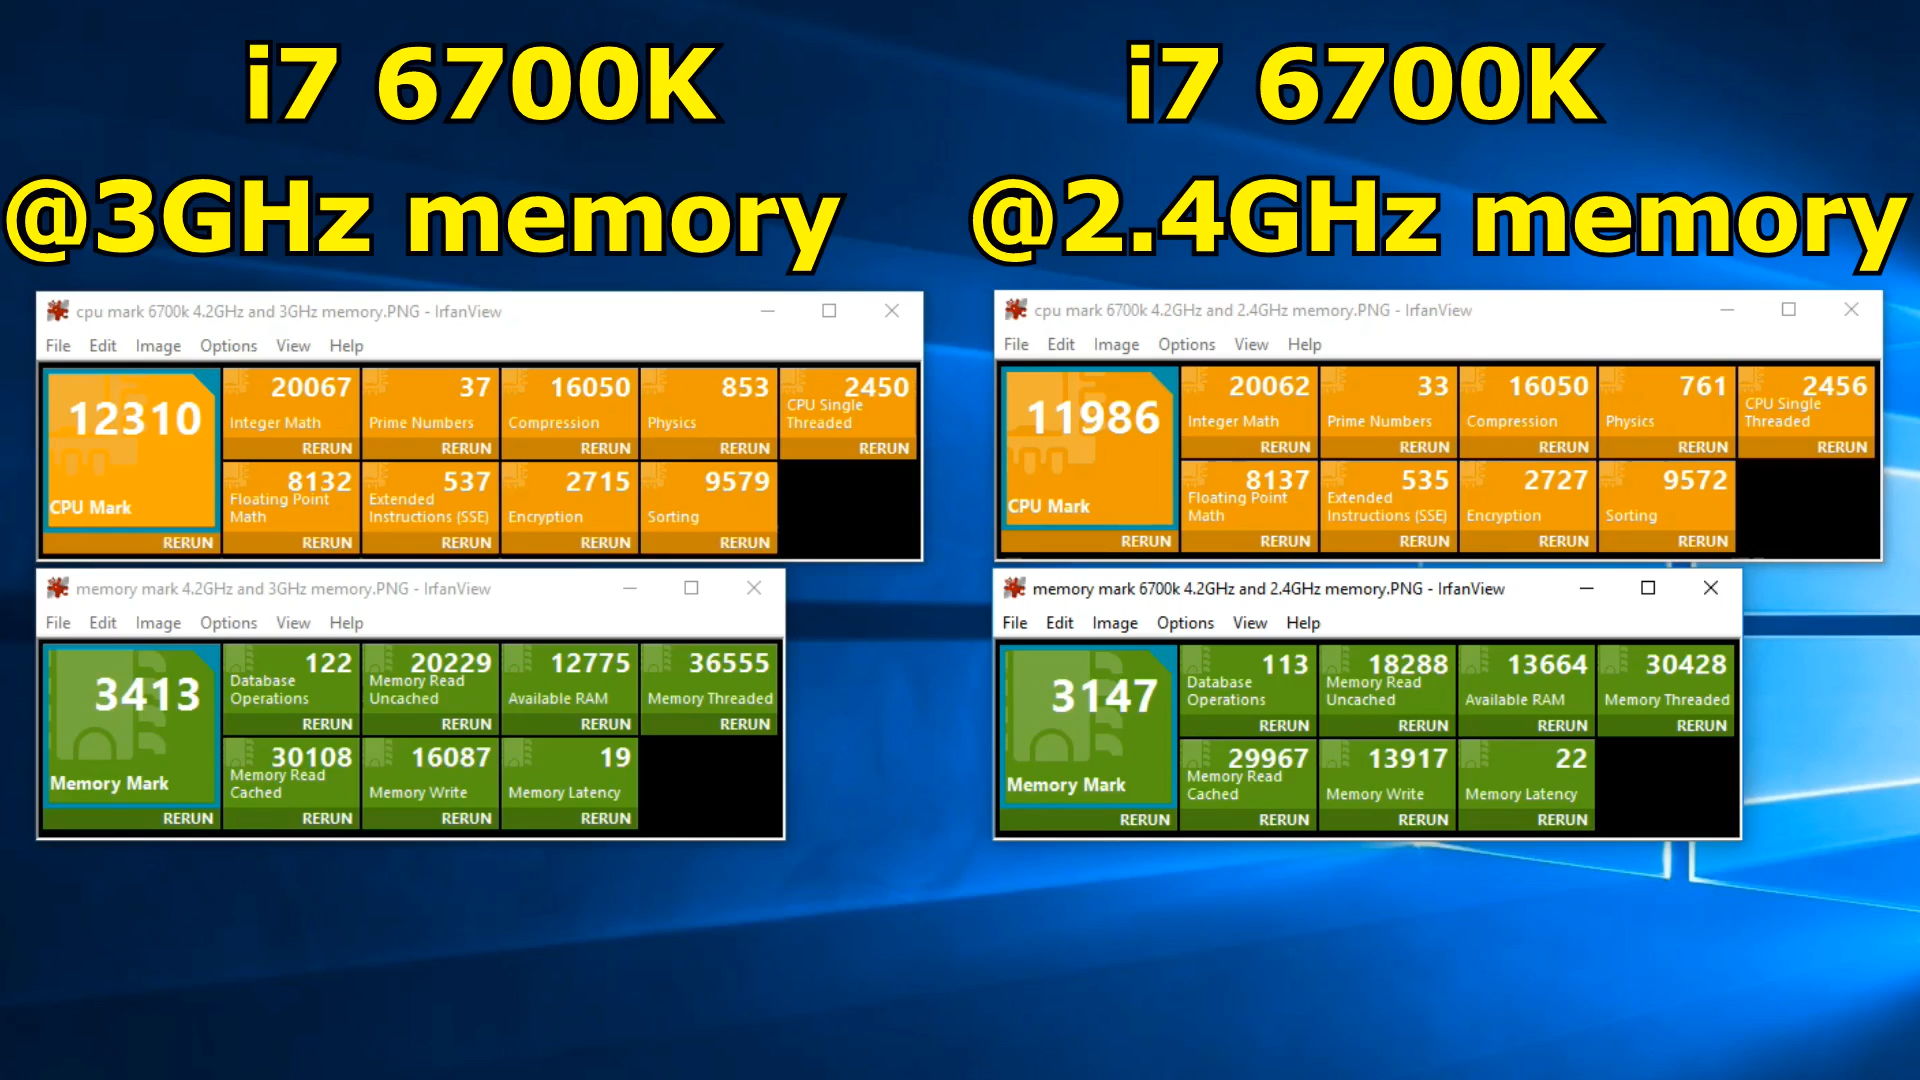 i7 6700K
@3GHz memory
i7 6700K
@2.4GHz memory
cpu mark 6700k 4.2GHz and 3GHz memory.PNG - IrfanView
File Edit Image Options View Help
12310
CPU Mark
RERUN
20067
Integer Math
RERUN
37
Prime Numbers
RERUN
16050
Compression
RERUN
853
Physics
RERUN
2450
CPU Single
Threaded
RERUN
8132
Floating Point
Math
RERUN
537
Extended
Instructions (SSE)
RERUN
2715
Encryption
RERUN
9579
Sorting
RERUN
cpu mark 6700k 4.2GHz and 2.4GHz memory.PNG - IrfanView
File Edit Image Options View Help
11986
CPU Mark
RERUN
20062
Integer Math
RERUN
33
Prime Numbers
RERUN
16050
Compression
RERUN
761
Physics
RERUN
2456
CPU Single
Threaded
RERUN
8137
Floating Point
Math
RERUN
535
Extended
Instructions (SSE)
RERUN
2727
Encryption
RERUN
9572
Sorting
RERUN
memory mark 4.2GHz and 3GHz memory.PNG - IrfanView
File Edit Image Options View Help
3413
Memory Mark
RERUN
122
Database
Operations
RERUN
20229
Memory Read
Uncached
RERUN
12775
Available RAM
RERUN
36555
Memory Threaded
RERUN
30108
Memory Read
Cached
RERUN
16087
Memory Write
RERUN
19
Memory Latency
RERUN
memory mark 6700k 4.2GHz and 2.4GHz memory.PNG - IrfanView
File Edit Image Options View Help
3147
Memory Mark
RERUN
113
Database
Operations
RERUN
18288
Memory Read
Uncached
RERUN
13664
Available RAM
RERUN
30428
Memory Threaded
RERUN
29967
Memory Read
Cached
RERUN
13917
Memory Write
RERUN
22
Memory Latency
RERUN